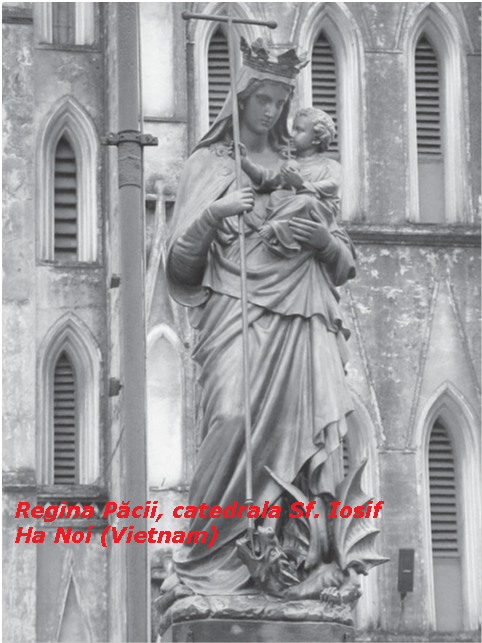 Regina Păcii, catedrala Sf. Iosif
Ha Noi (Vietnam)